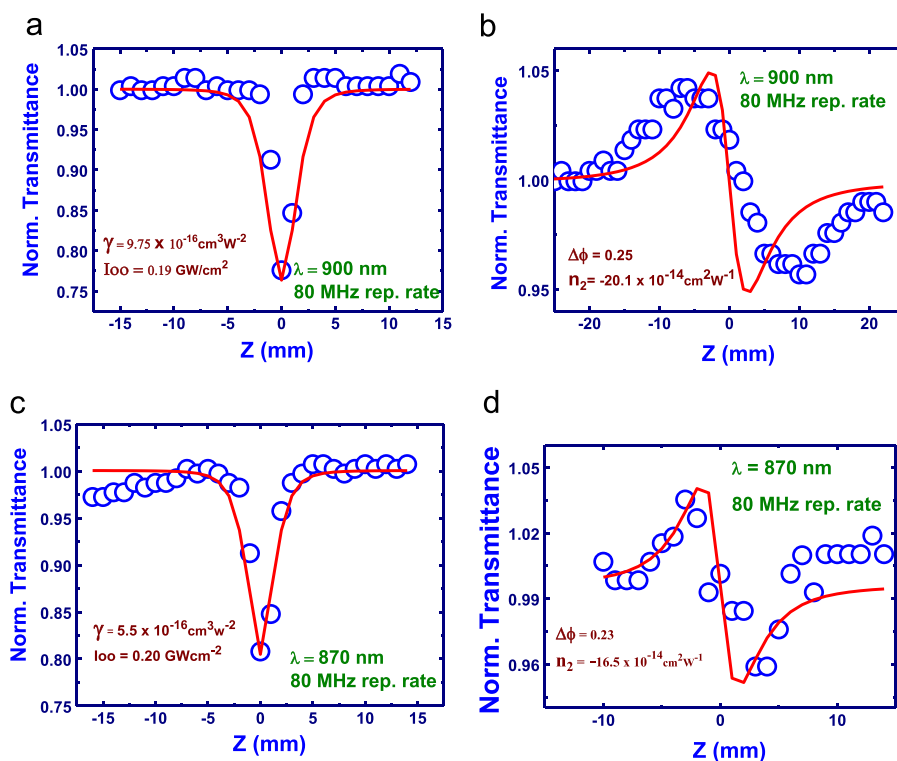 a
1.05
1.00
0.95
0.90
0.85
0.80
0.75
Norm. Transmittance
γ = 9.75 x 10⁻¹⁶cm³W⁻²
Ioo = 0.19 GW/cm²
λ = 900 nm
80 MHz rep. rate
-15 -10 -5 0 5 10 15
Z (mm)
b
1.05
1.00
0.95
Norm. Transmittance
λ = 900 nm
80 MHz rep. rate
Δϕ = 0.25
n₂= -20.1 x 10⁻¹⁴cm²W⁻¹
-20 -10 0 10 20
Z (mm)
c
1.05
1.00
0.95
0.90
0.85
0.80
0.75
Norm. Transmittance
γ = 5.5 x 10⁻¹⁶cm³w⁻²
Ioo = 0.20 GWcm⁻²
λ = 870 nm
80 MHz rep. rate
-15 -10 -5 0 5 10 15
Z (mm)
d
1.05
1.02
0.99
0.96
Norm. Transmittance
λ = 870 nm
80 MHz rep. rate
Δϕ = 0.23
n₂ = −16.5 x 10⁻¹⁴cm²W⁻¹
-10 0 10
Z (mm)